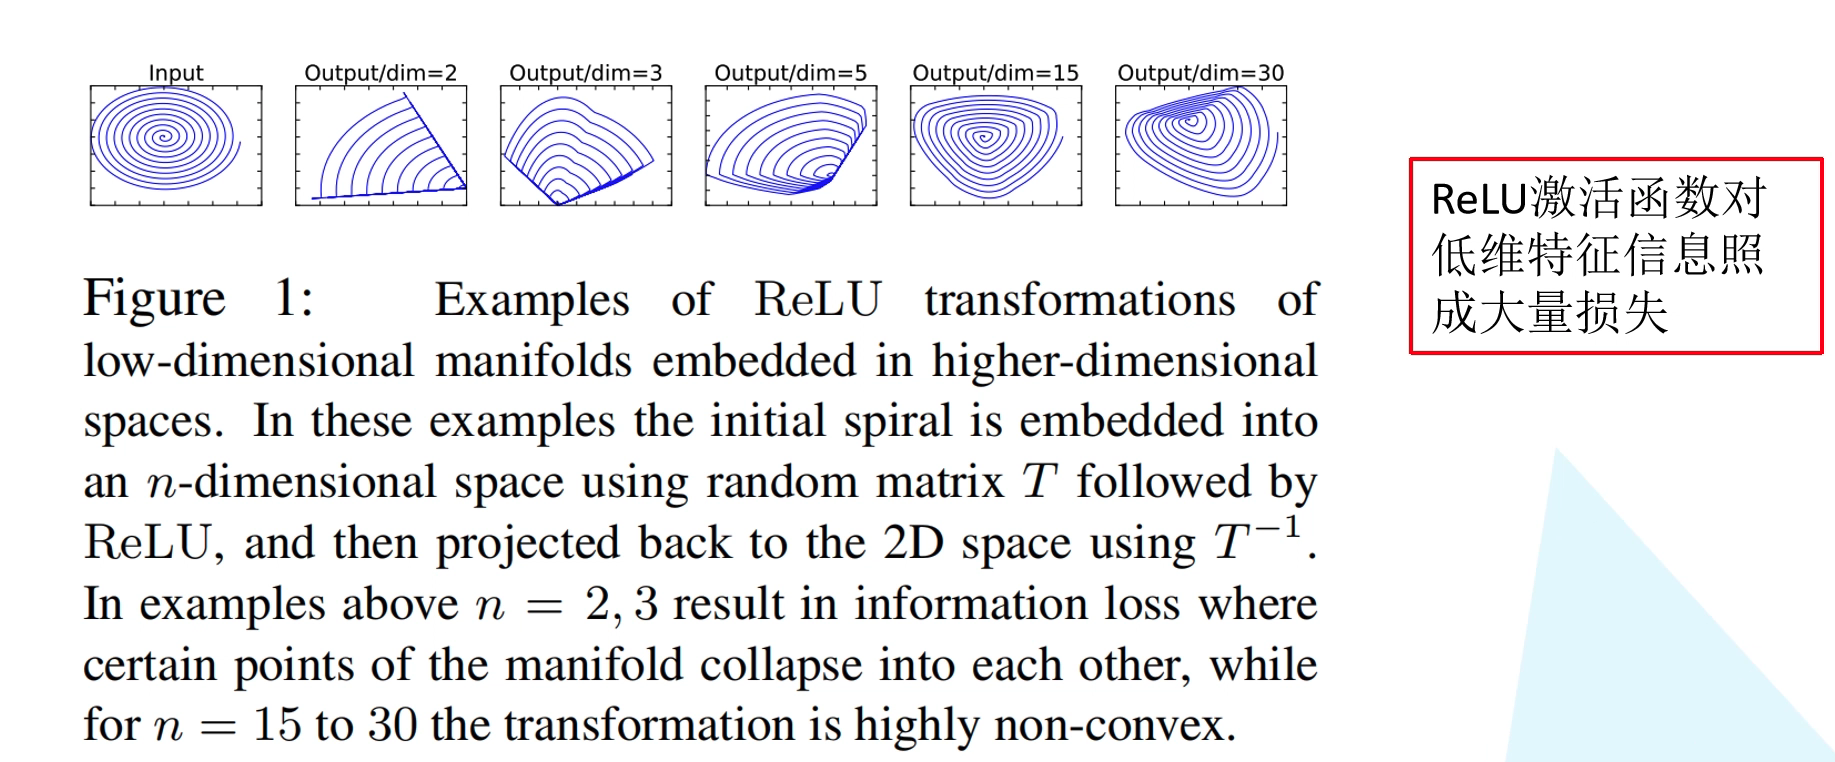 Input
Output/dim=2
Output/dim=3
Output/dim=5
Output/dim=15
Output/dim=30
Figure 1: Examples of ReLU transformations of
low-dimensional manifolds embedded in higher-dimensional
spaces. In these examples the initial spiral is embedded into
an n-dimensional space using random matrix T followed by
ReLU, and then projected back to the 2D space using T⁻¹.
In examples above n = 2, 3 result in information loss where
certain points of the manifold collapse into each other, while
for n = 15 to 30 the transformation is highly non-convex.
ReLU激活函数对
低维特征信息照
成大量损失